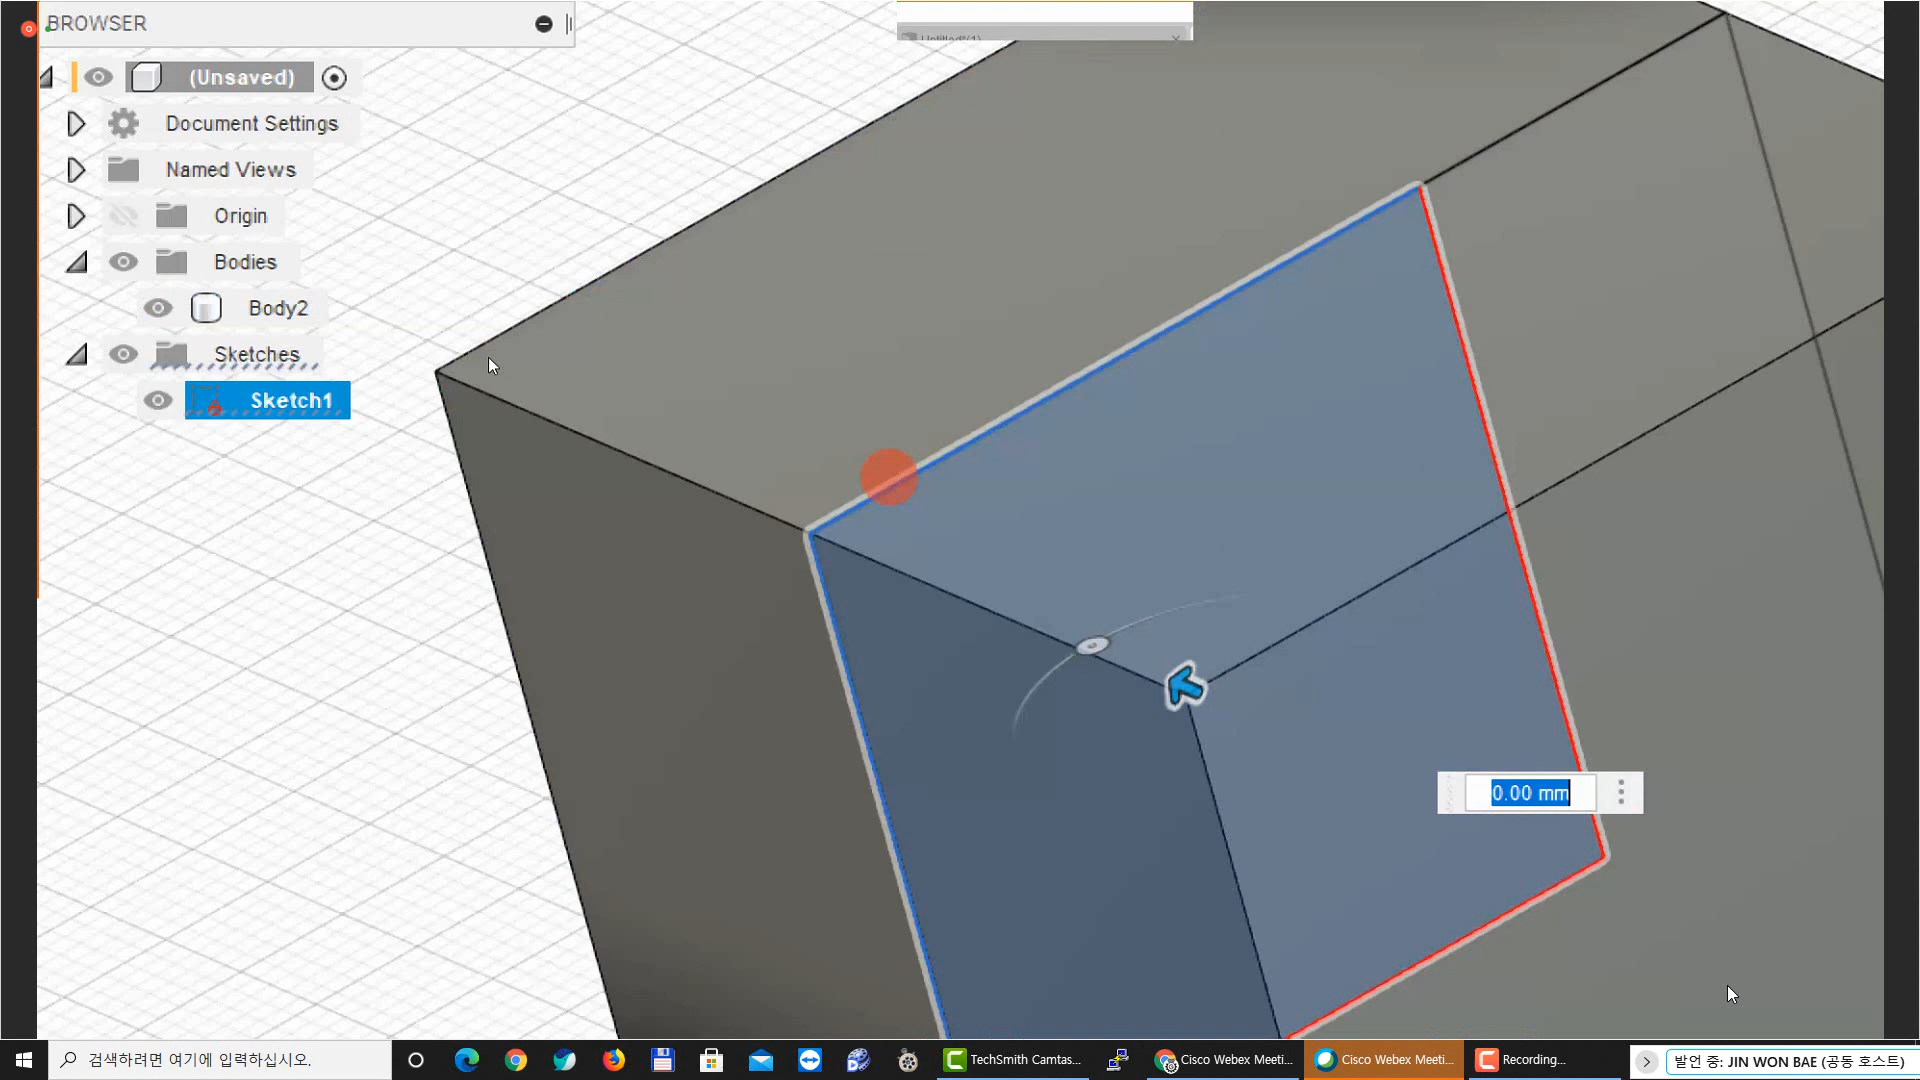 BROWSER
Untitled*(1)
(Unsaved)
Document Settings
Named Views
Origin
Bodies
Body2
Sketches
Sketch1
0.00 mm
검색하려면 여기에 입력하십시오.
TechSmith Camtas...
Cisco Webex Meeti...
Cisco Webex Meeti...
Recording...
발언 중: JIN WON BAE (공동 호스트)